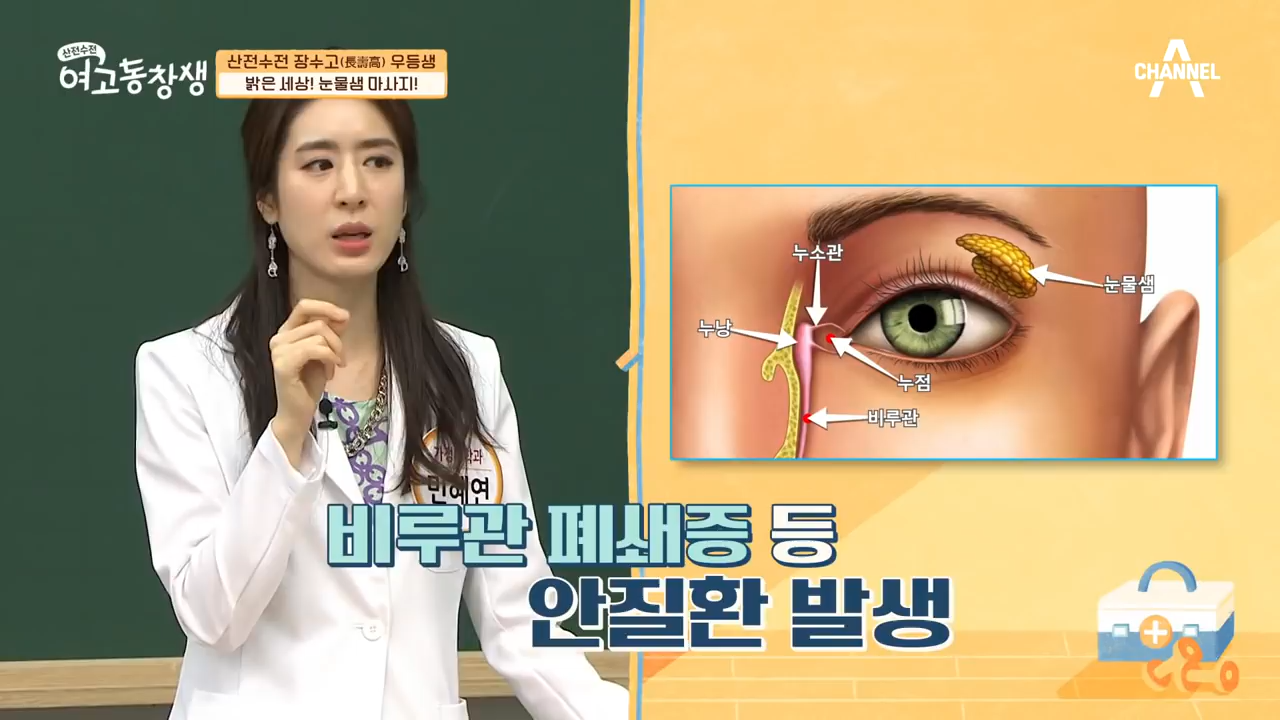 산전수전
여고동창생
산전수전 장수고(長壽高) 우등생
밝은 세상! 눈물샘 마사지!
CHANNEL
누소관
눈물샘
누낭
누점
비루관
민혜연
비루관 폐쇄증 등
안질환 발생